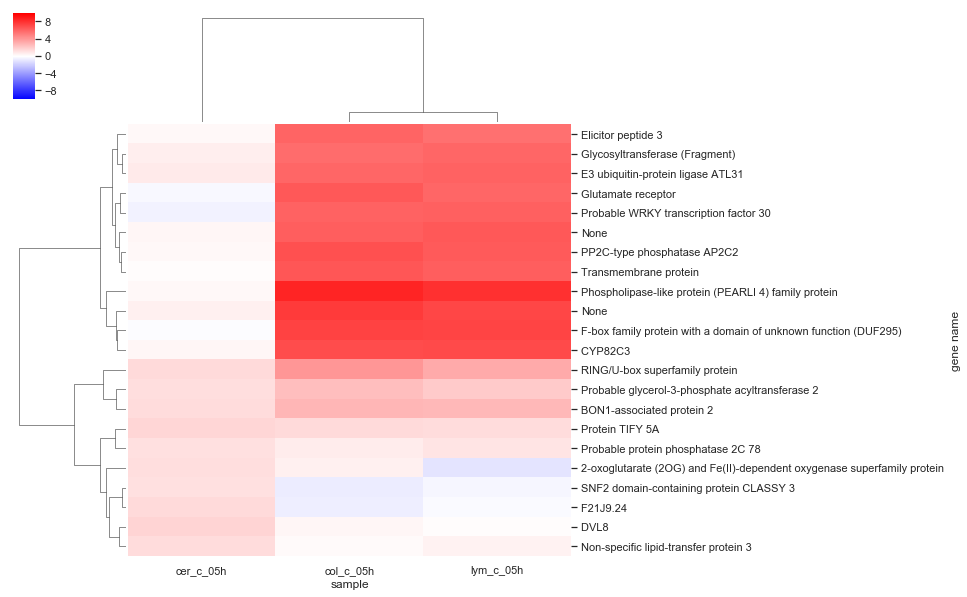 8
4
0
−4
−8
Elicitor peptide 3
Glycosyltransferase (Fragment)
E3 ubiquitin-protein ligase ATL31
Glutamate receptor
Probable WRKY transcription factor 30
None
PP2C-type phosphatase AP2C2
Transmembrane protein
Phospholipase-like protein (PEARLI 4) family protein
None
F-box family protein with a domain of unknown function (DUF295)
CYP82C3
RING/U-box superfamily protein
Probable glycerol-3-phosphate acyltransferase 2
BON1-associated protein 2
Protein TIFY 5A
Probable protein phosphatase 2C 78
2-oxoglutarate (2OG) and Fe(II)-dependent oxygenase superfamily protein
SNF2 domain-containing protein CLASSY 3
F21J9.24
DVL8
Non-specific lipid-transfer protein 3
gene name
cer_c_05h col_c_05h lym_c_05h
sample